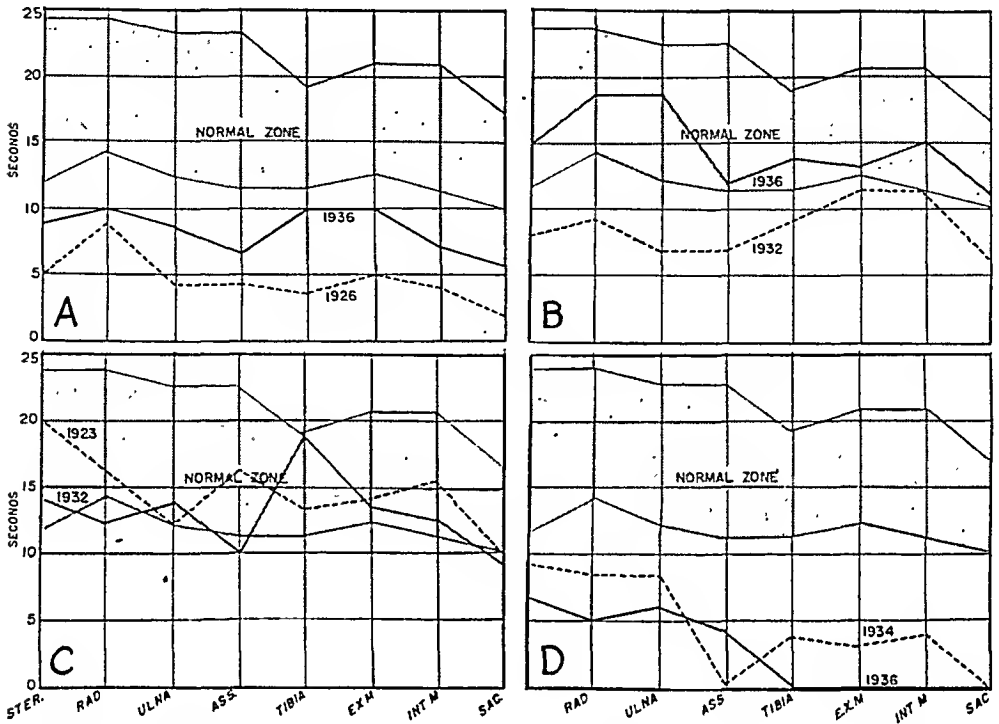 25
20
15
10
5
0
SECONDS
NORMAL ZONE
1936
1926
A
NORMAL ZONE
1936
1932
B
25
20
15
10
5
0
SECONDS
1923
NORMAL ZONE
1932
C
NORMAL ZONE
1934
1936
D
STER. RAD ULNA ASS. TIBIA EX.M INT M SAC.
RAD ULNA ASS TIBIA EX.M INT M SAC